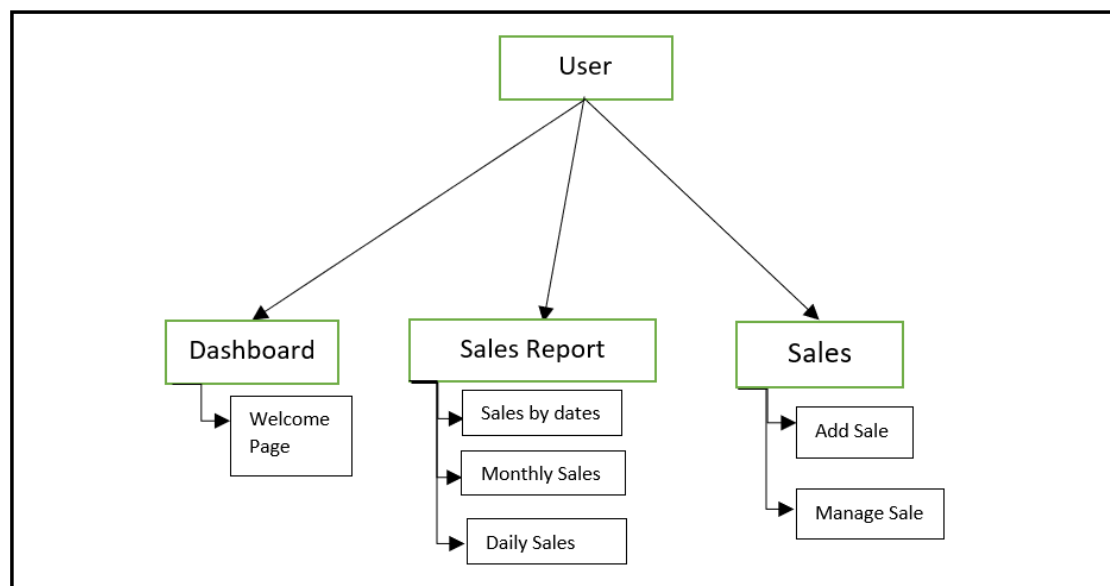 User
Dashboard
Welcome
Page
Sales Report
Sales by dates
Monthly Sales
Daily Sales
Sales
Add Sale
Manage Sale